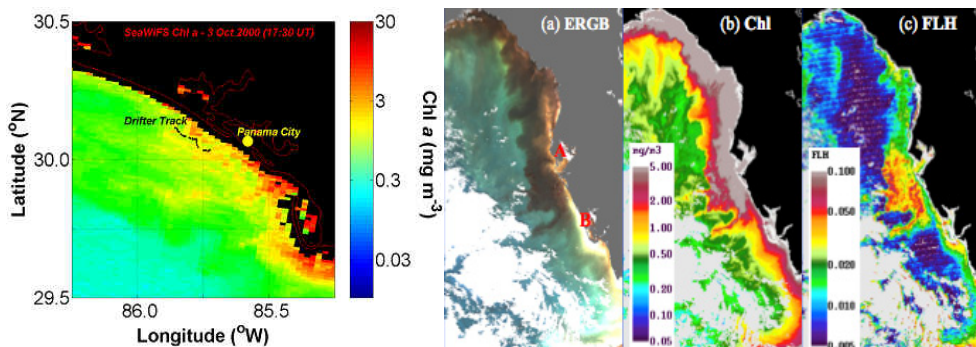 SeaWiFS Chl a - 3 Oct 2000 (17:30 UT)
30.5
30.0
29.5
Latitude (°N)
Drifter Track
Panama City
86.0
85.5
Longitude (°W)
30
3
0.3
0.03
Chl a (mg m-3)
(a) ERGB
A
B
(b) Chl
mg/m3
5.00
2.00
1.00
0.50
0.20
0.10
0.05
(c) FLH
FLH
0.100
0.050
0.020
0.010
0.005